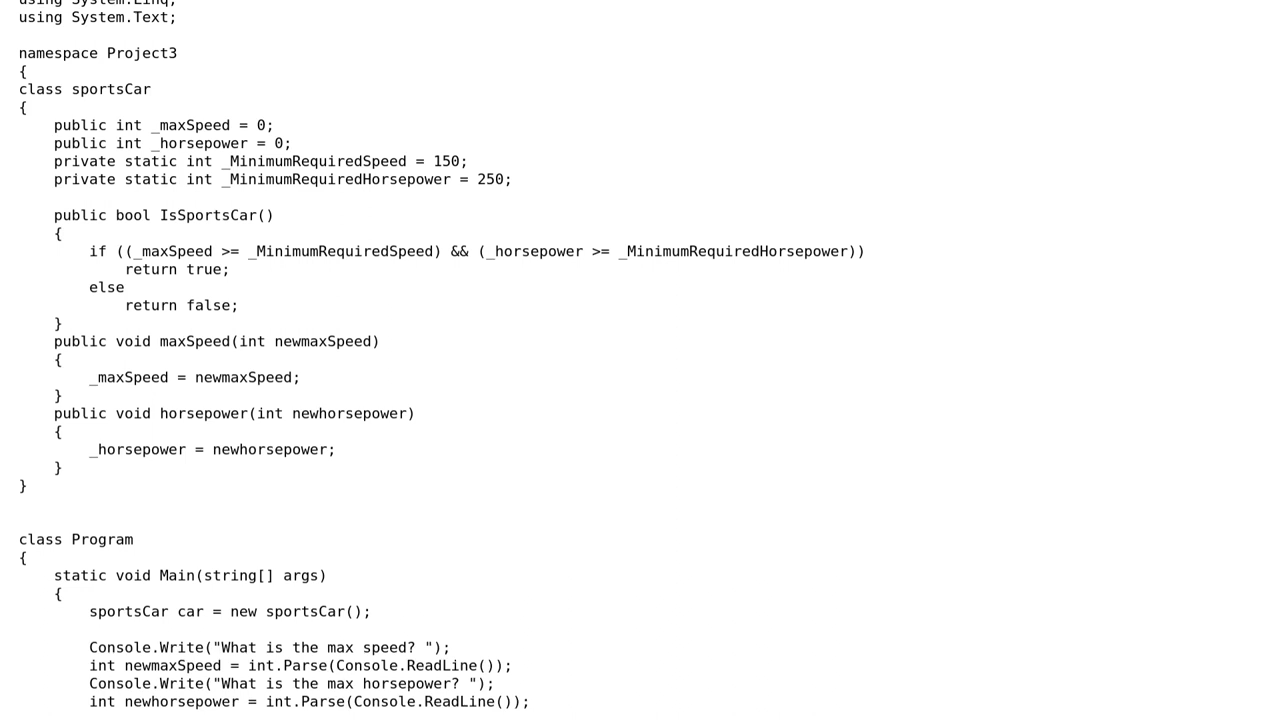 using System.Linq;
using System.Text;

namespace Project3
{
class sportsCar
{
    public int _maxSpeed = 0;
    public int _horsepower = 0;
    private static int _MinimumRequiredSpeed = 150;
    private static int _MinimumRequiredHorsepower = 250;

    public bool IsSportsCar()
    {
        if ((_maxSpeed >= _MinimumRequiredSpeed) && (_horsepower >= _MinimumRequiredHorsepower))
            return true;
        else
            return false;
    }
    public void maxSpeed(int newmaxSpeed)
    {
        _maxSpeed = newmaxSpeed;
    }
    public void horsepower(int newhorsepower)
    {
        _horsepower = newhorsepower;
    }
}


class Program
{
    static void Main(string[] args)
    {
        sportsCar car = new sportsCar();

        Console.Write("What is the max speed? ");
        int newmaxSpeed = int.Parse(Console.ReadLine());
        Console.Write("What is the max horsepower? ");
        int newhorsepower = int.Parse(Console.ReadLine());